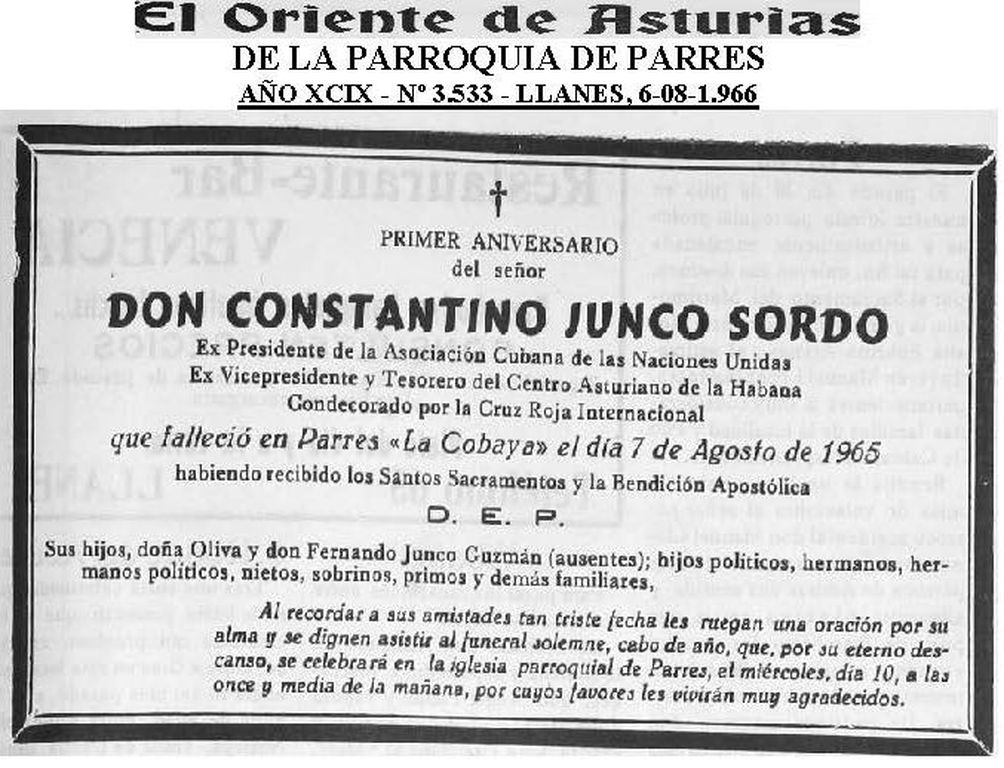 El Oriente de Asturias
DE LA PARROQUIA DE PARRES
AÑO XCIX - Nº 3.533 - LLANES, 6-08-1.966
PRIMER ANIVERSARIO
del señor
DON CONSTANTINO JUNCO SORDO
Ex Presidente de la Asociación Cubana de las Naciones Unidas
Ex Vicepresidente y Tesorero del Centro Asturiano de la Habana
Condecorado por la Cruz Roja Internacional
que falleció en Parres «La Cobaya» el día 7 de Agosto de 1965
habiendo recibido los Santos Sacramentos y la Bendición Apostólica
D. E. P.
Sus hijos, doña Oliva y don Fernando Junco Guzmán (ausentes); hijos políticos, hermanos, her-
manos políticos, nietos, sobrinos, primos y demás familiares,
Al recordar a sus amistades tan triste fecha les ruegan una oración por su
alma y se dignen asistir al funeral solemne, cabo de año, que, por su eterno des-
canso, se celebrará en la iglesia parroquial de Parres, el miércoles, día 10, a las
once y media de la mañana, por cuyos favores les vivirán muy agradecidos.